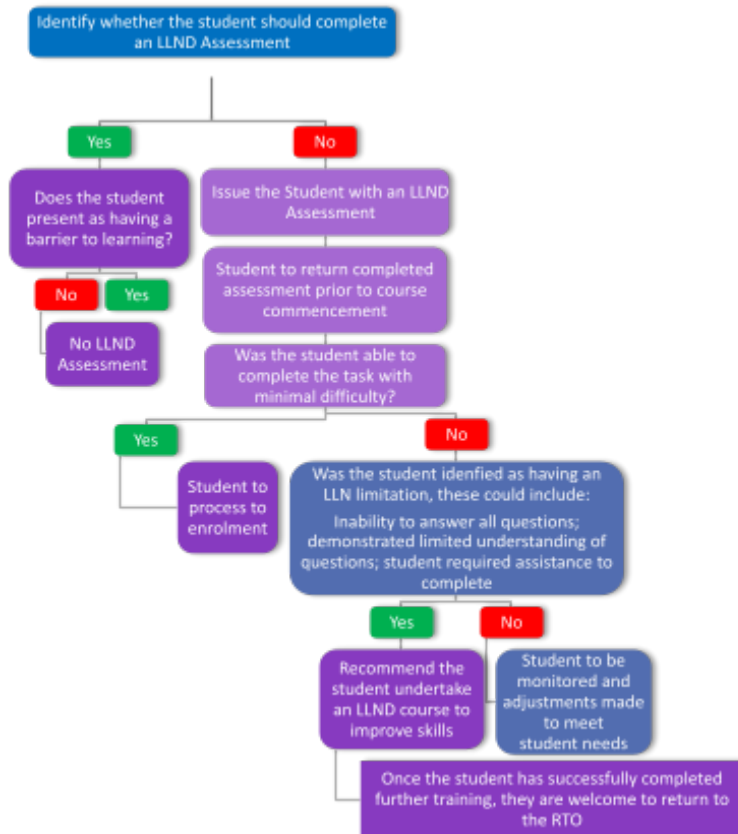 Identify whether the student should complete
an LLND Assessment
Yes
No
Does the student
present as having a
barrier to learning?
No
Yes
No LLND
Assessment
Issue the Student with an LLND
Assessment
Student to return completed
assessment prior to course
commencement
Was the student able to
complete the task with
minimal difficulty?
Yes
No
Student to
process to
enrolment
Was the student idenfied as having an
LLN limitation, these could include:
Inability to answer all questions;
demonstrated limited understanding of
questions; student required assistance to
complete
Yes
No
Recommend the
student undertake
an LLND course to
improve skills
Student to be
monitored and
adjustments made
to meet
student needs
Once the student has successfully completed
further training, they are welcome to return to
the RTO